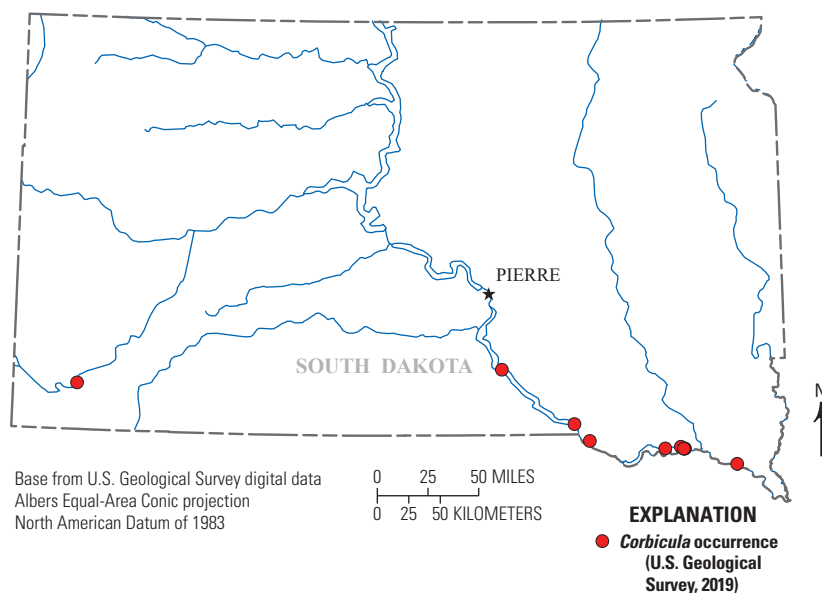 PIERRE
SOUTH DAKOTA
N
Base from U.S. Geological Survey digital data
Albers Equal-Area Conic projection
North American Datum of 1983
0 25 50 MILES
0 25 50 KILOMETERS
EXPLANATION
Corbicula occurrence
(U.S. Geological
Survey, 2019)